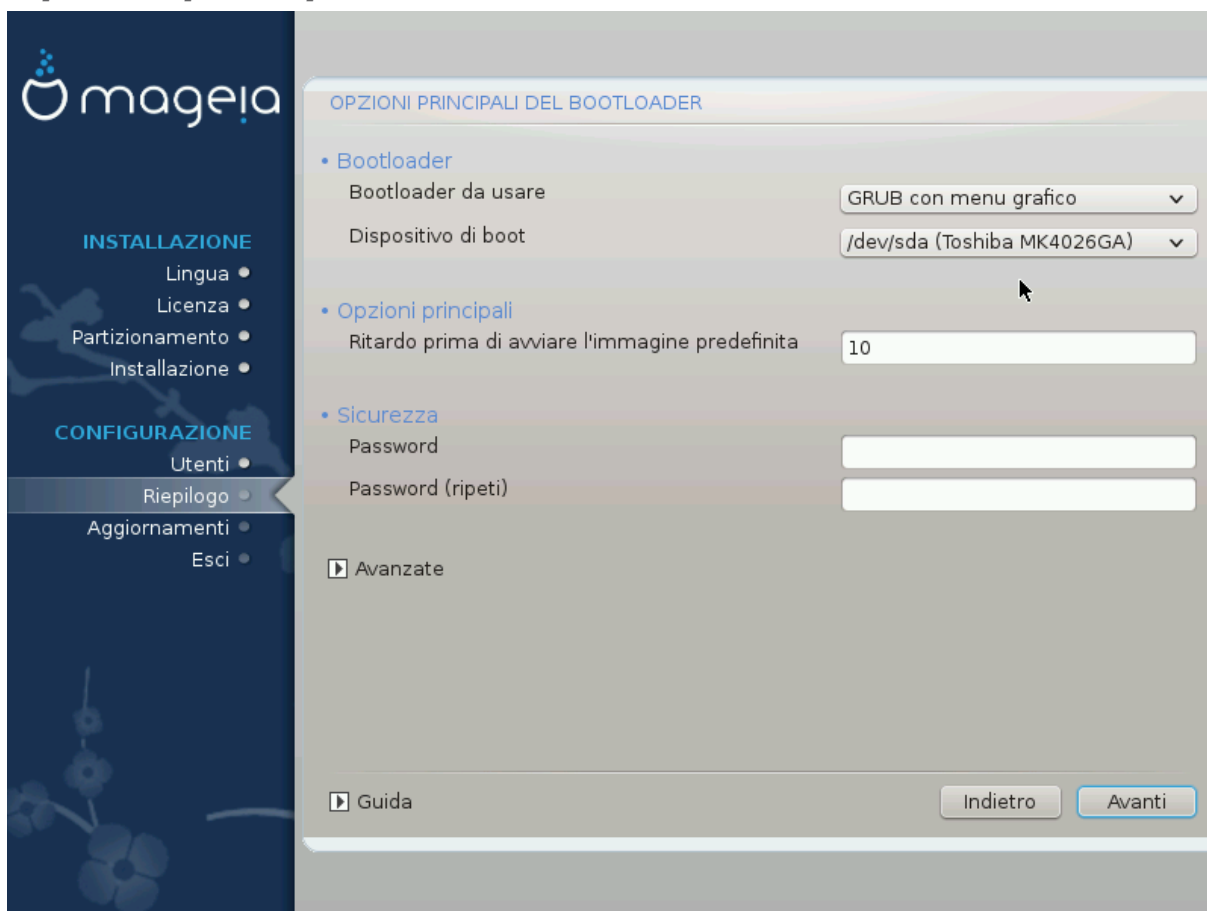 mageia
INSTALLAZIONE
Lingua
Licenza
Partizionamento
Installazione
CONFIGURAZIONE
Utenti
Riepilogo
Aggiornamenti
Esci
OPZIONI PRINCIPALI DEL BOOTLOADER
• Bootloader
Bootloader da usare
GRUB con menu grafico
Dispositivo di boot
/dev/sda (Toshiba MK4026GA)
• Opzioni principali
Ritardo prima di avviare l'immagine predefinita
10
• Sicurezza
Password
Password (ripeti)
Avanzate
Guida
Indietro
Avanti